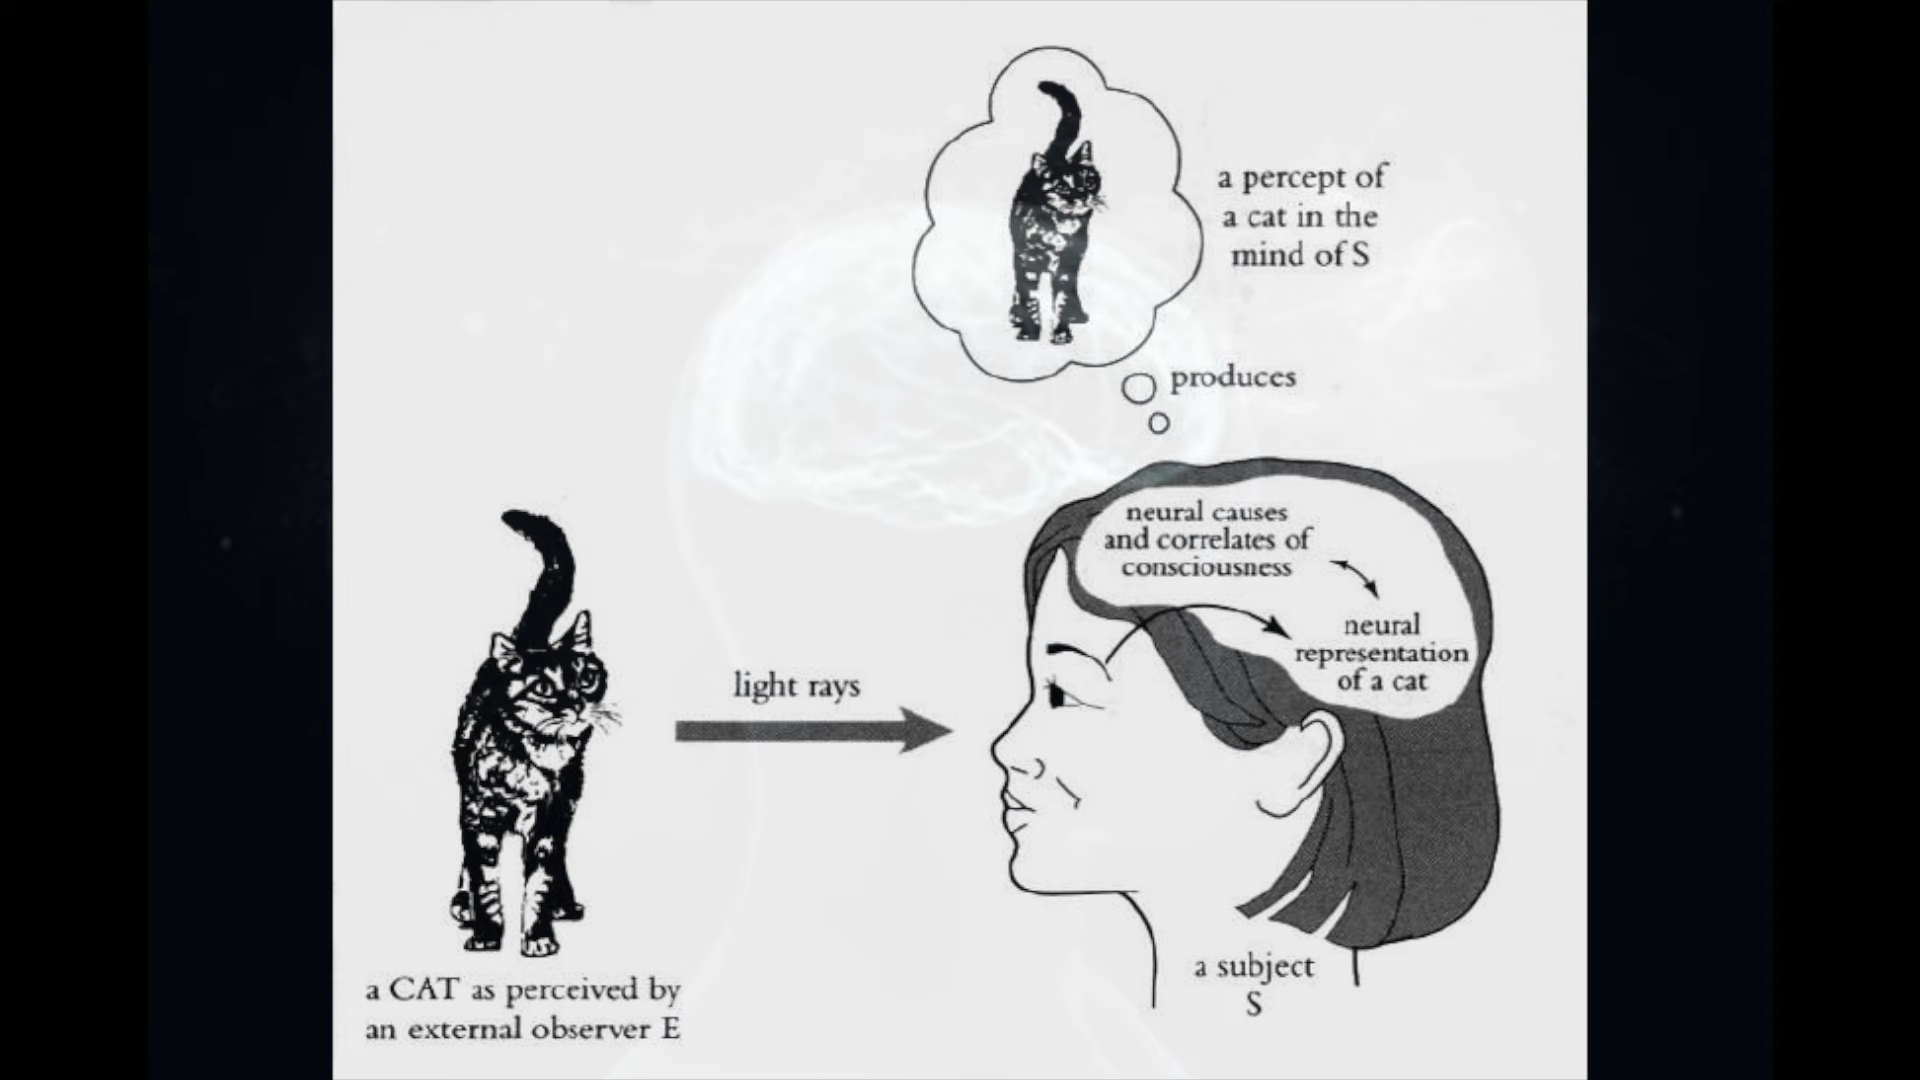 a percept of
a cat in the
mind of S
produces
neural causes
and correlates of
consciousness
neural
representation
of a cat
light rays
a CAT as perceived by
an external observer E
a subject
S